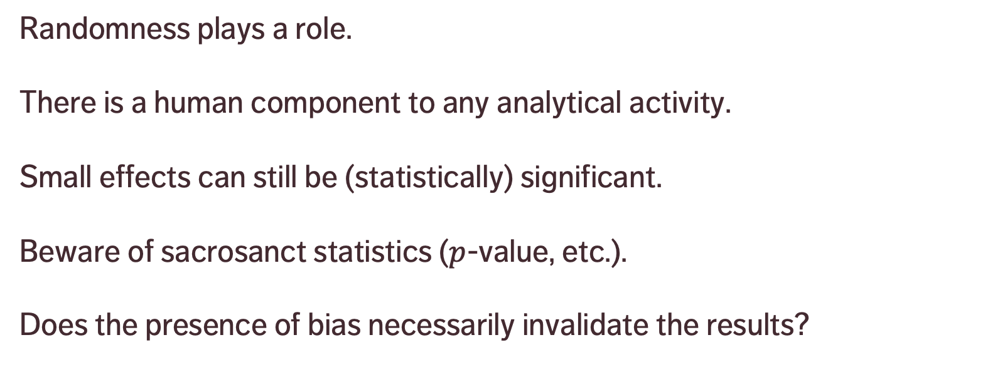 Randomness plays a role.
There is a human component to any analytical activity.
Small effects can still be (statistically) significant.
Beware of sacrosanct statistics (p-value, etc.).
Does the presence of bias necessarily invalidate the results?